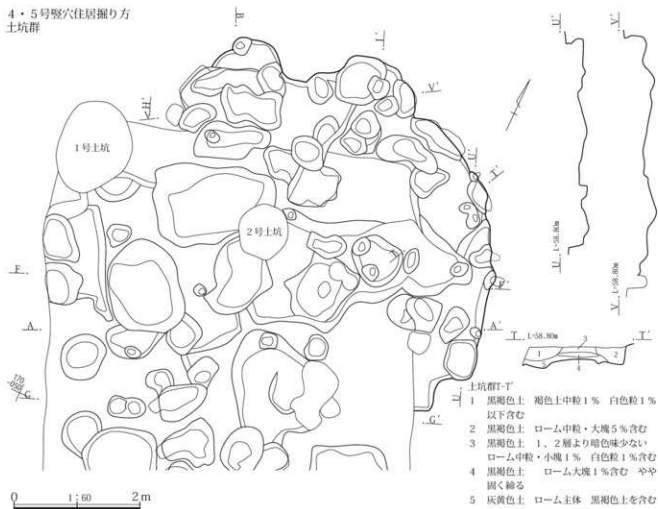 4・5号竪穴住居掘り方
土坑群
B
T
U'
V'
V'
H'
1号土坑
U'
T'
2号土坑
L=58.80m
L=58.80m
U
V
F
F'
A
A'
T
L=58.80m
3
T'
1
2
4
G
U
G'
土坑群T-T'
1 黒褐色土 褐色土中粒1% 白色粒1%
以下含む
2 黒褐色土 ローム中粒・大塊5%含む
3 黒褐色土 1、2層より暗色味少ない
ローム中粒・小塊1% 白色粒1%含む
4 黒褐色土 ローム大塊1%含む やや
固く締る
5 灰黄色土 ローム主体 黒褐色土を含む
0 1:60 2m